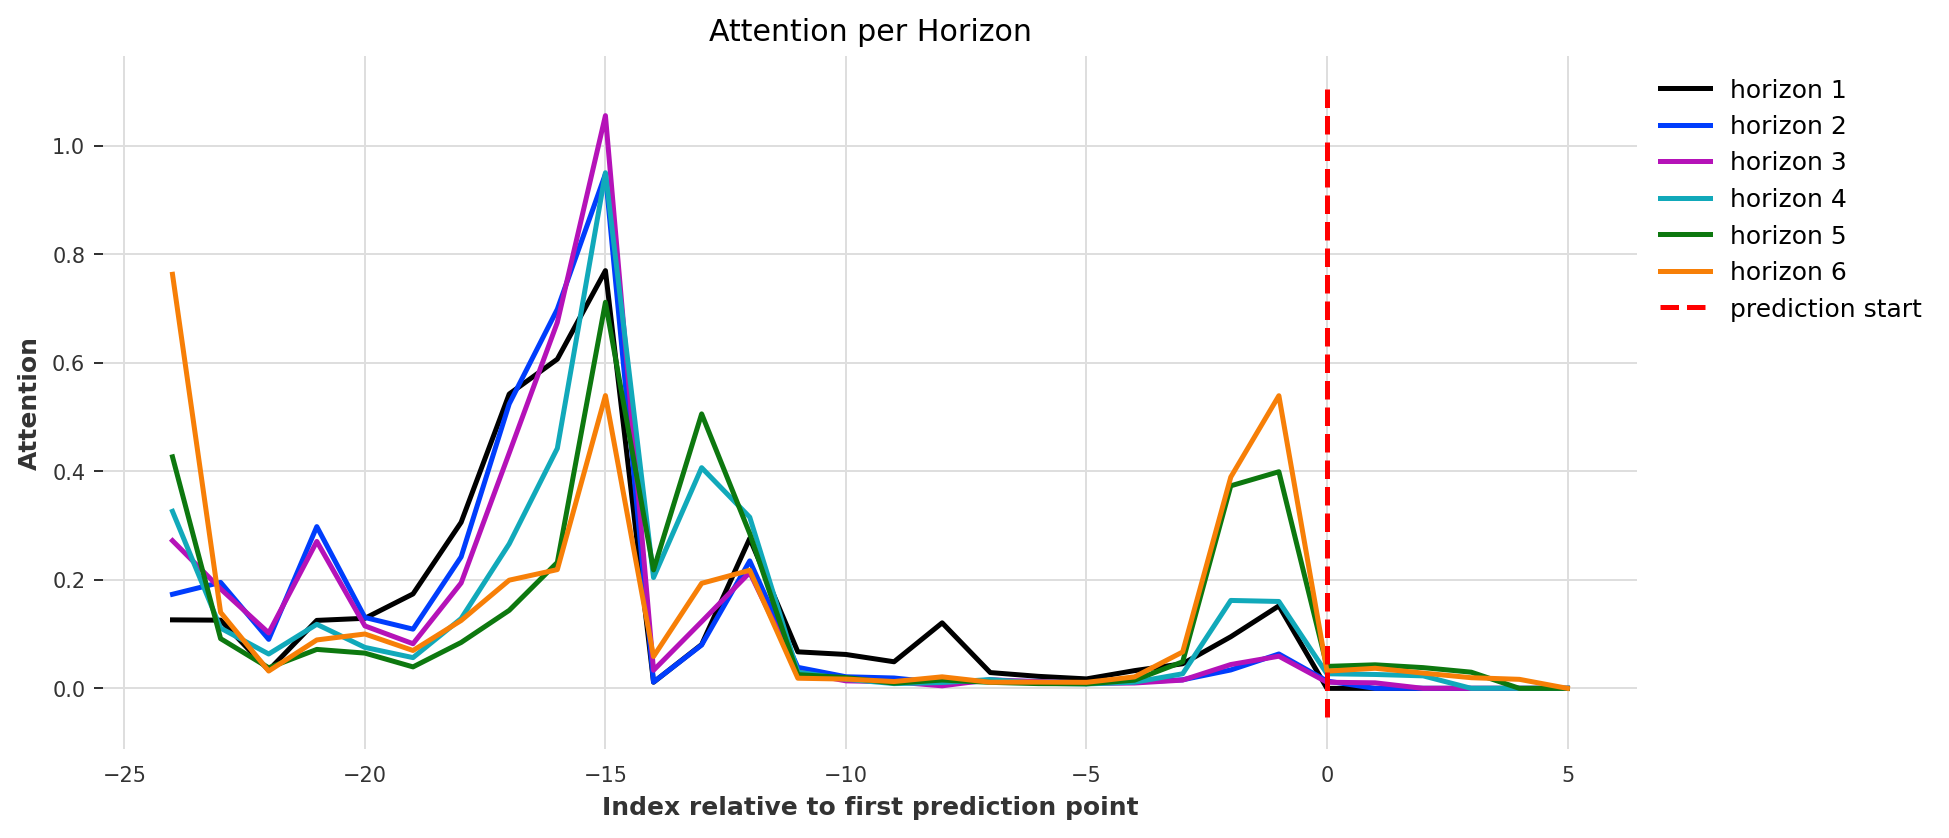 Attention per Horizon
horizon 1
horizon 2
horizon 3
horizon 4
horizon 5
horizon 6
prediction start
Attention
1.0
0.8
0.6
0.4
0.2
0.0
−25 −20 −15 −10 −5 0 5
Index relative to first prediction point